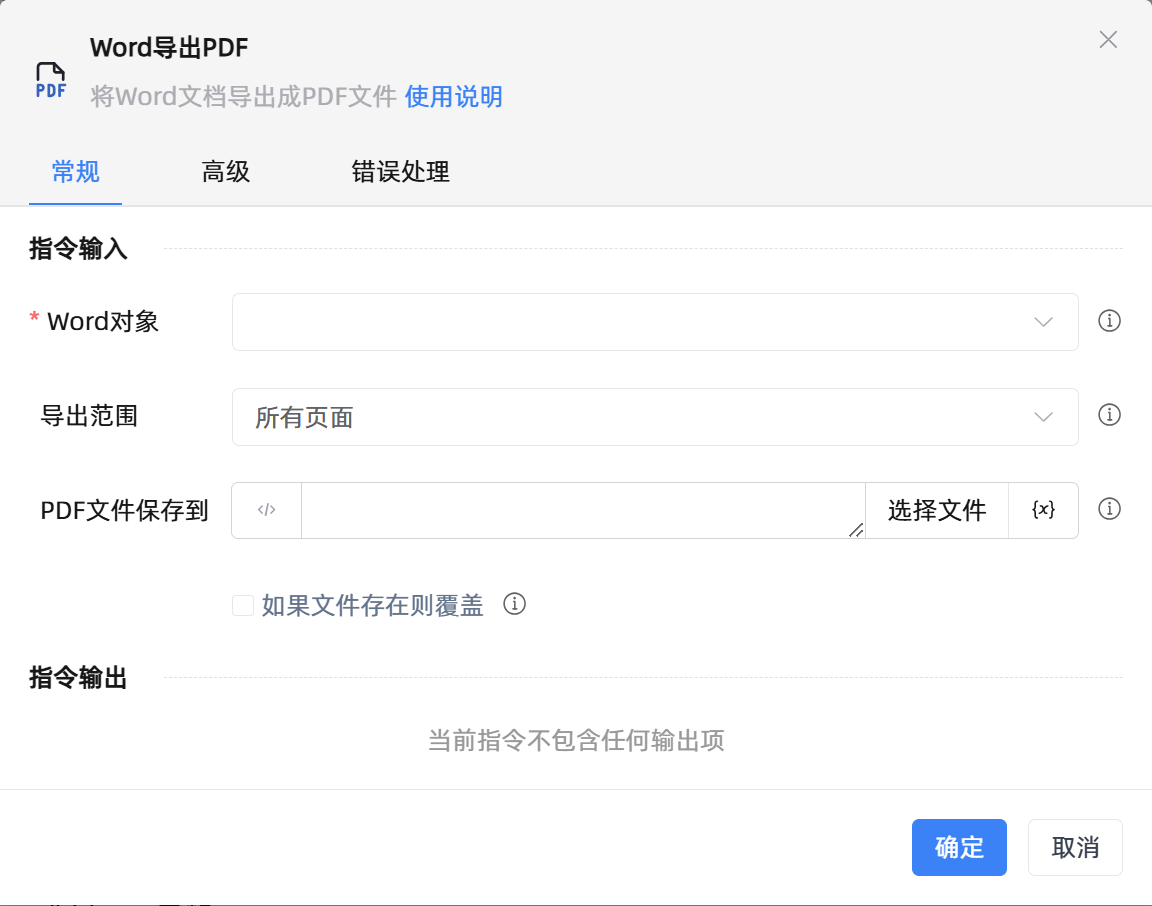 Word导出PDF
PDF
将Word文档导出成PDF文件 使用说明
常规 高级 错误处理
指令输入
* Word对象
导出范围 所有页面
PDF文件保存到 </> 选择文件 {x}
如果文件存在则覆盖
指令输出
当前指令不包含任何输出项
确定 取消